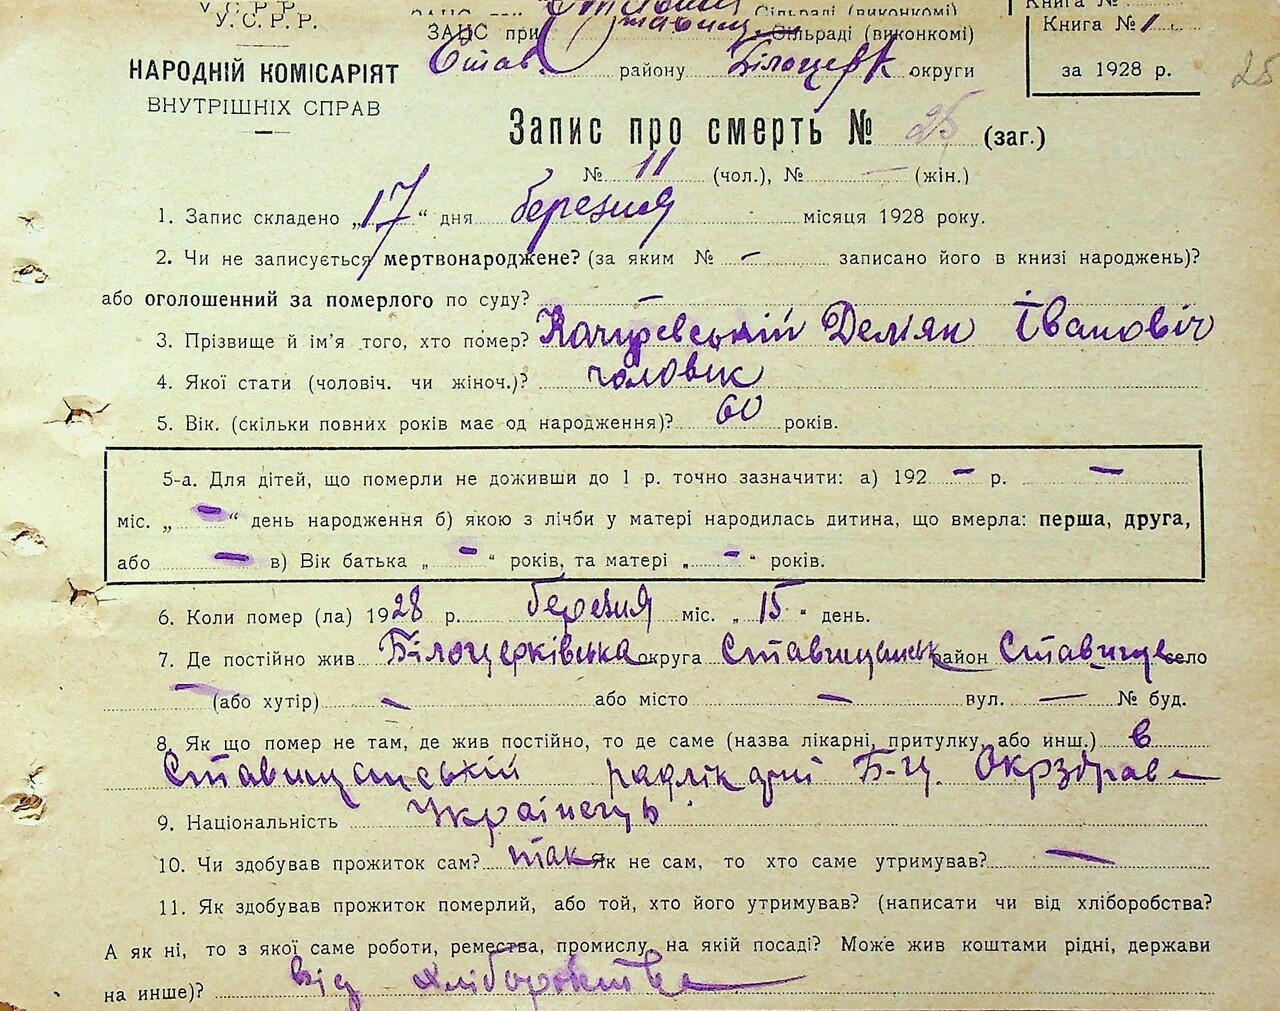 У.С.Р.Р.
НАРОДНІЙ КОМІСАРІЯТ
ВНУТРІШНІХ СПРАВ
ЗАГС при Сільраді (виконкомі)
Став. району Білоцерк округи
Книга № 1
за 1928 р.
25
Запис про смерть № 25 (заг.)
№ 11 (чол.), № — (жін.)
1. Запис складено „17“ дня березня місяця 1928 року.
2. Чи не записується мертвонароджене? (за яким № - записано його в книзі народжень)?
або оголошенний за померлого по суду? —
3. Прізвище й ім'я того, хто помер? Деміян Івановіч
4. Якої стати (чоловіч. чи жіноч.)? чоловик
5. Вік. (скільки повних років має од народження)? 60 років.
5-а. Для дітей, що померли не доживши до 1 р. точно зазначити: а) 192 - р. -
міс. „ - “ день народження б) якою з лічби у матері народилась дитина, що вмерла: перша, друга,
або - в) Вік батька „ - “ років, та матері „ - “ років.
6. Коли помер (ла) 1928 р. березня міс. „ 15 “ день.
7. Де постійно жив Білоцерківська округа Ставищанськ район Ставище село
— (або хутір) - або місто - вул. — № буд.
8. Як що помер не там, де жив постійно, то де саме (назва лікарні, притулку або инш.) в
Ставищанській радлікарні Б-Ц. Окрздрав
9. Національність Українець
10. Чи здобував прожиток сам? так Як не сам, то хто саме утримував? —
11. Як здобував прожиток померлий, або той, хто його утримував? (написати чи від хліборобства?
А як ні, то з якої саме роботи, ремества, промислу, на якій посаді? Може жив коштами рідні, держави
на инше)? від хліборобства